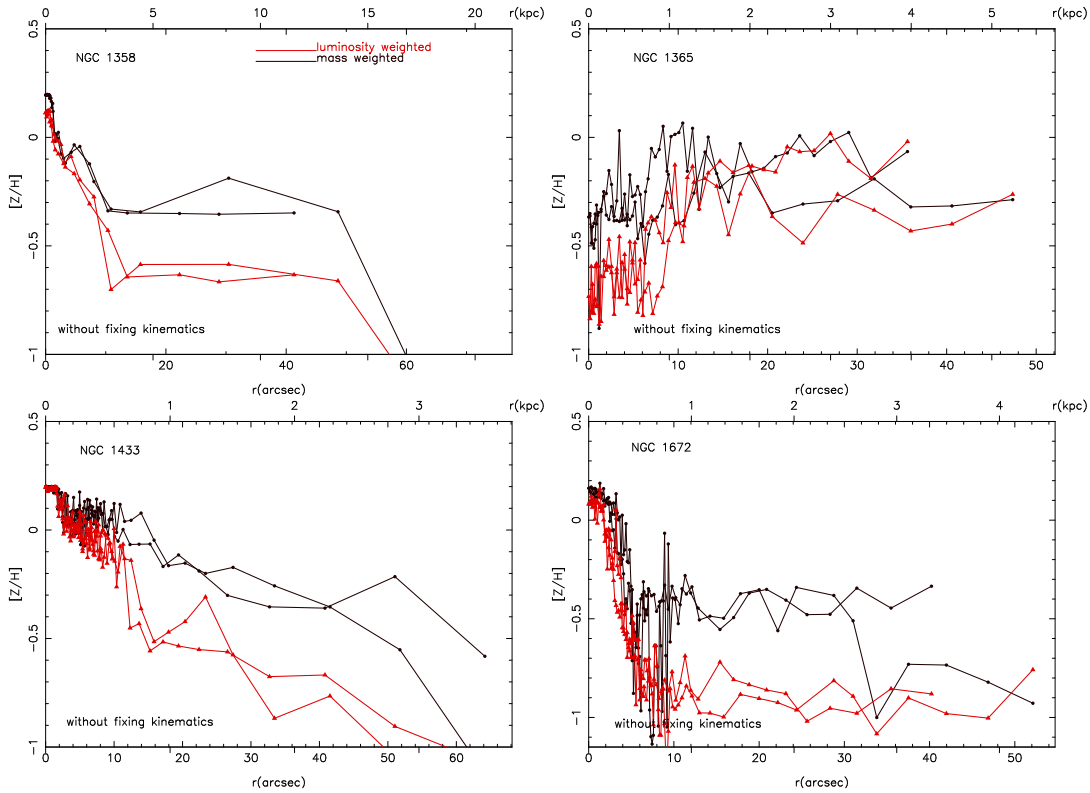 0 5 10 15 20 r(kpc)
0 1 2 3 4 5 r(kpc)
0.5 0 −0.5 −1
[Z/H]
NGC 1358
luminosity weighted
mass weighted
without fixing kinematics
0 20 40 60
r(arcsec)
0.5 0 −0.5 −1
[Z/H]
NGC 1365
without fixing kinematics
0 10 20 30 40 50
r(arcsec)
0 1 2 3 r(kpc)
0 1 2 3 4 r(kpc)
0.5 0 −0.5 −1
[Z/H]
NGC 1433
without fixing kinematics
0 10 20 30 40 50 60
r(arcsec)
0.5 0 −0.5 −1
[Z/H]
NGC 1672
without fixing kinematics
0 10 20 30 40 50
r(arcsec)